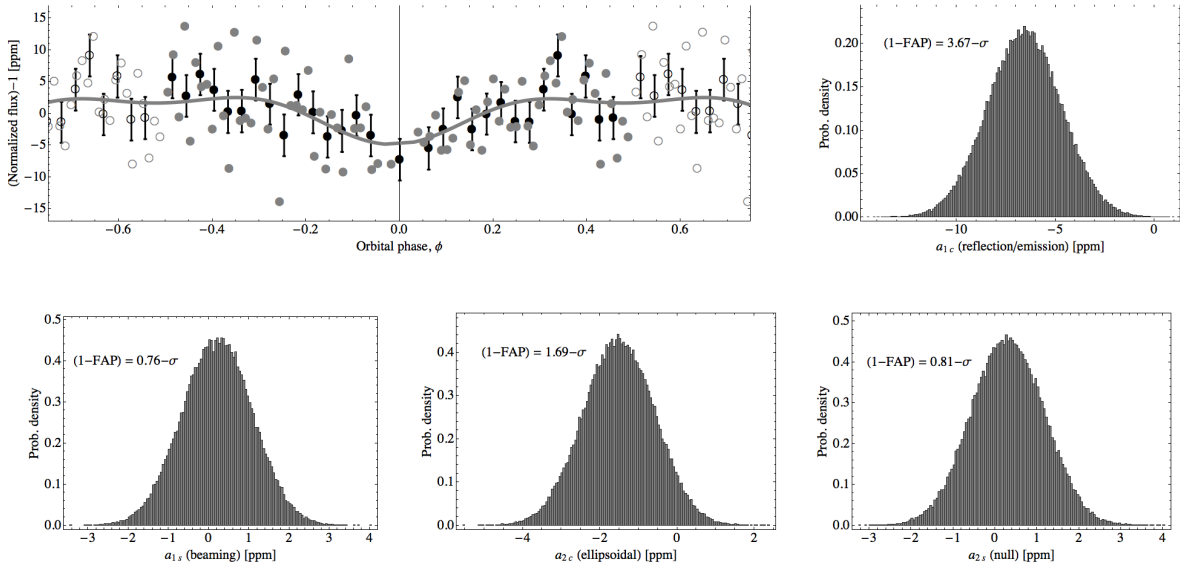 (Normalized flux)−1 [ppm]
15
10
5
0
−5
−10
−15
−0.6 −0.4 −0.2 0.0 0.2 0.4 0.6
Orbital phase, ϕ
Prob. density
0.20
0.15
0.10
0.05
0.00
(1−FAP) = 3.67−σ
−10 −5 0
a1c (reflection/emission) [ppm]
Prob. density
0.5
0.4
0.3
0.2
0.1
0.0
(1−FAP) = 0.76−σ
−3 −2 −1 0 1 2 3 4
a1s (beaming) [ppm]
Prob. density
0.5
0.4
0.3
0.2
0.1
0.0
(1−FAP) = 1.69−σ
−4 −2 0 2
a2c (ellipsoidal) [ppm]
Prob. density
0.5
0.4
0.3
0.2
0.1
0.0
(1−FAP) = 0.81−σ
−3 −2 −1 0 1 2 3 4
a2s (null) [ppm]